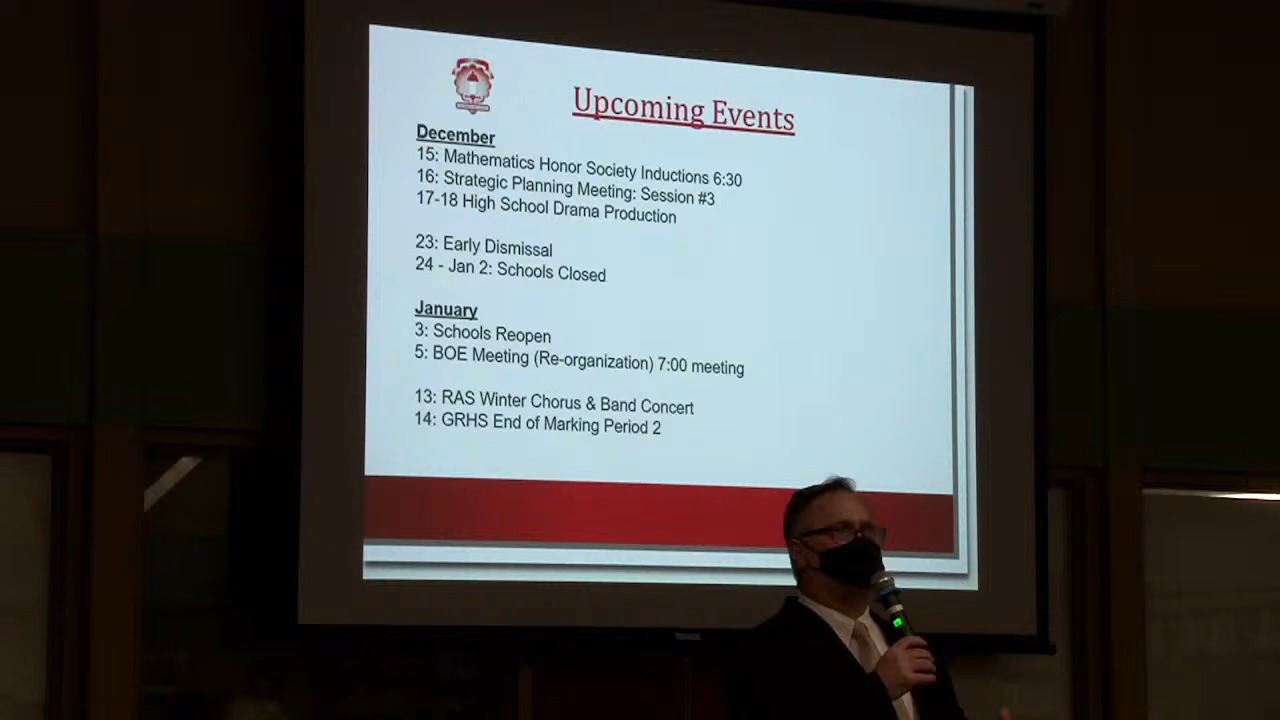 Upcoming Events
December
15: Mathematics Honor Society Inductions 6:30
16: Strategic Planning Meeting: Session #3
17-18 High School Drama Production
23: Early Dismissal
24 - Jan 2: Schools Closed
January
3: Schools Reopen
5: BOE Meeting (Re-organization) 7:00 meeting
13: RAS Winter Chorus & Band Concert
14: GRHS End of Marking Period 2